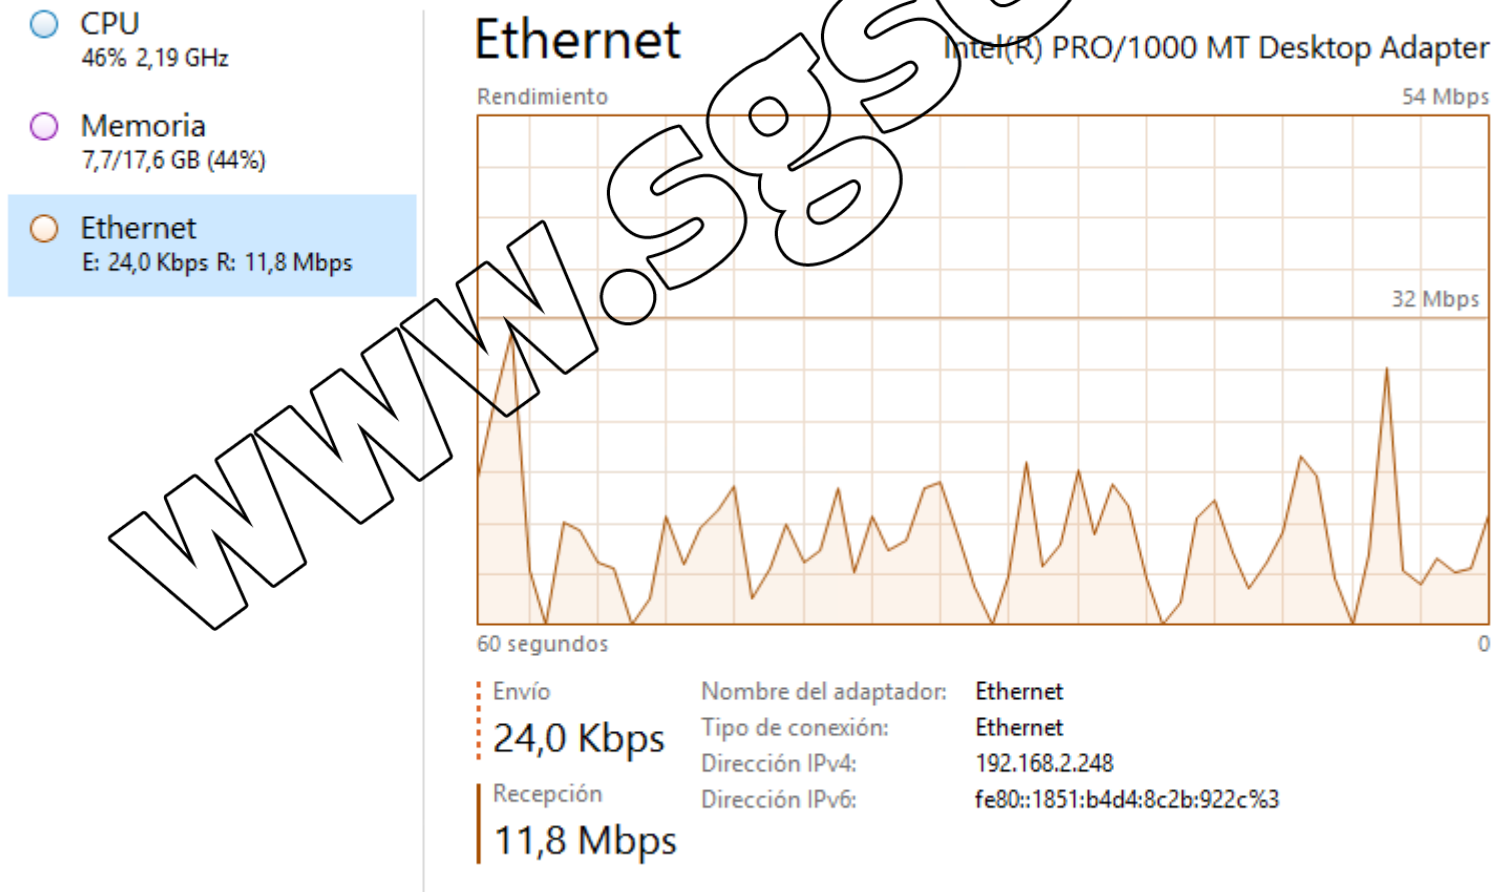 CPU
46% 2,19 GHz
Memoria
7,7/17,6 GB (44%)
Ethernet
E: 24,0 Kbps R: 11,8 Mbps
Ethernet
Intel(R) PRO/1000 MT Desktop Adapter
Rendimiento
54 Mbps
32 Mbps
60 segundos
0
Envío
24,0 Kbps
Recepción
11,8 Mbps
Nombre del adaptador: Ethernet
Tipo de conexión: Ethernet
Dirección IPv4: 192.168.2.248
Dirección IPv6: fe80::1851:b4d4:8c2b:922c%3